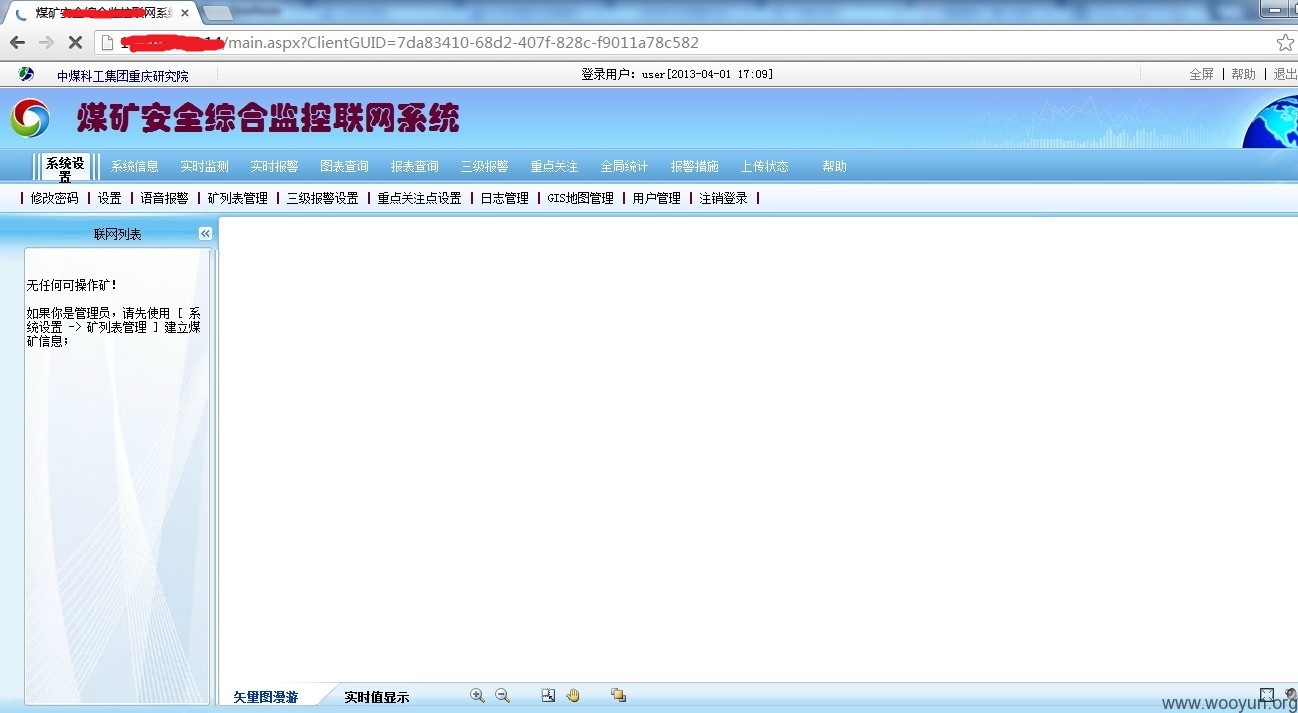 煤矿
联网系统
/main.aspx?ClientGUID=7da83410-68d2-407f-828c-f9011a78c582
中煤科工集团重庆研究院
登录用户: user[2013-04-01 17:09]
全屏 | 帮助 | 退出
煤矿安全综合监控联网系统
系统设置 系统信息 实时监测 实时报警 图表查询 报表查询 三级报警 重点关注 全局统计 报警措施 上传状态 帮助
| 修改密码 | 设置 | 语音报警 | 矿列表管理 | 三级报警设置 | 重点关注点设置 | 日志管理 | GIS地图管理 | 用户管理 | 注销登录 |
联网列表
无任何可操作矿!
如果你是管理员,请先使用 [ 系
统设置 -> 矿列表管理 ] 建立煤
矿信息;
矢量图漫游 实时值显示
www.wooyun.org